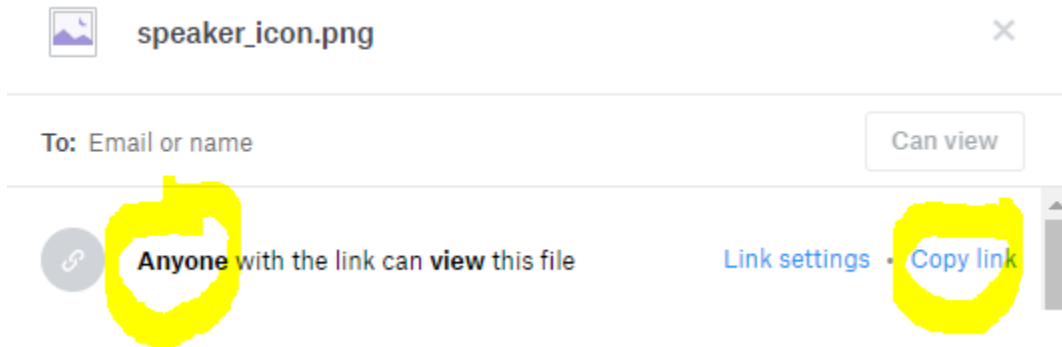 speaker_icon.png
To: Email or name Can view
Anyone with the link can view this file Link settings • Copy link